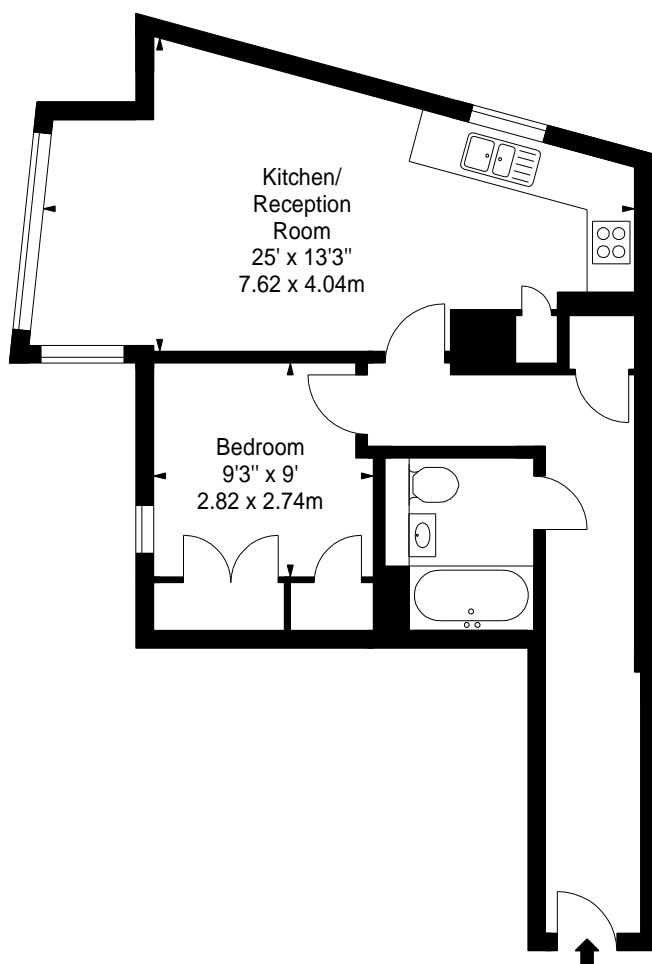 Kitchen/
Reception
Room
25' x 13'3"
7.62 x 4.04m
Bedroom
9'3" x 9'
2.82 x 2.74m